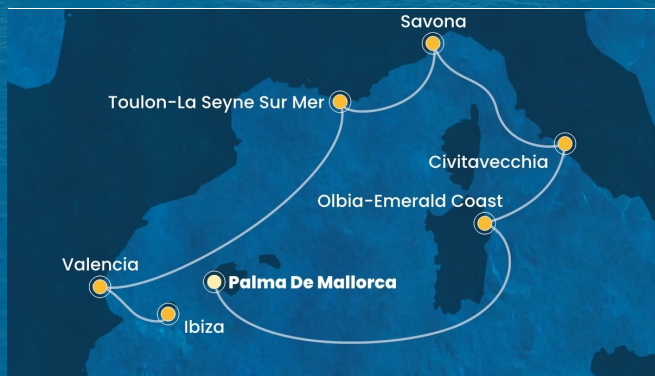 Savona
Toulon-La Seyne Sur Mer
Civitavecchia
Olbia-Emerald Coast
Valencia
Palma De Mallorca
Ibiza